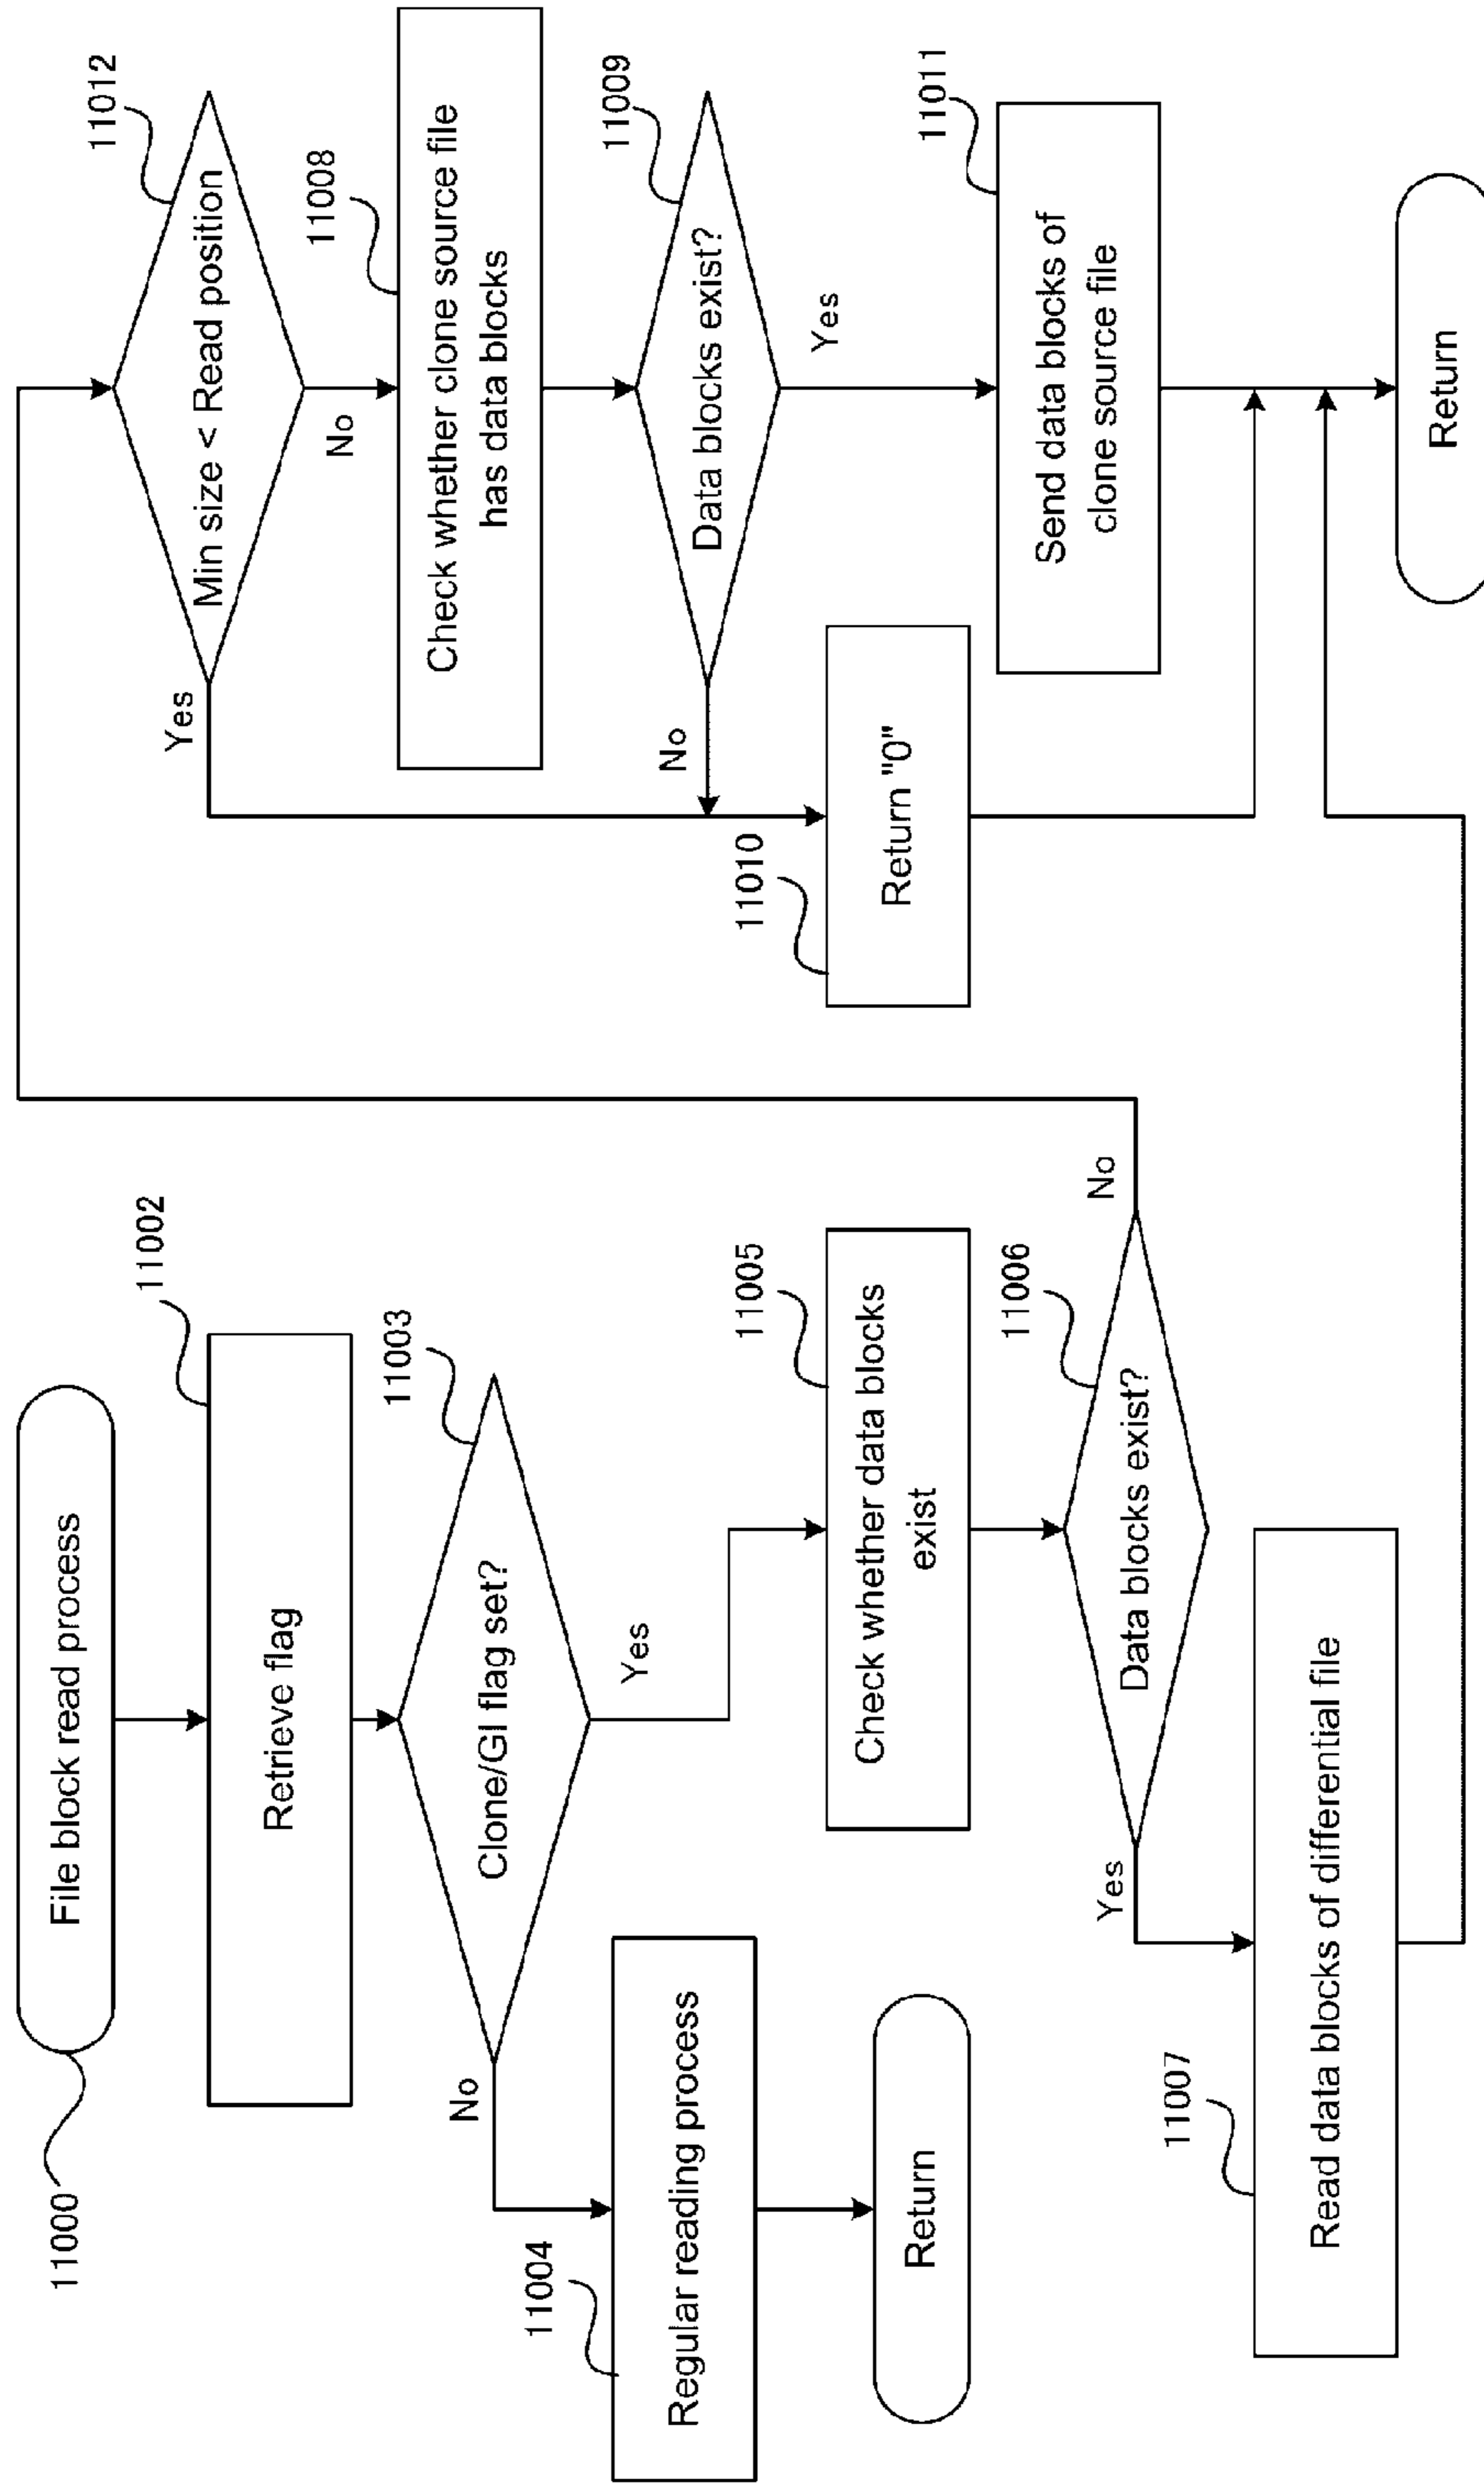 11000
File block read process
11002
Retrieve flag
11003
Clone/GI flag set?
No
Yes
11004
Regular reading process
Return
11005
Check whether data blocks
exist
11006
Data blocks exist?
Yes
No
11007
Read data blocks of differential file
11012
Min size < Read position
Yes
No
11008
Check whether clone source file
has data blocks
11009
Data blocks exist?
No
Yes
11010
Return "0"
11011
Send data blocks of
clone source file
Return